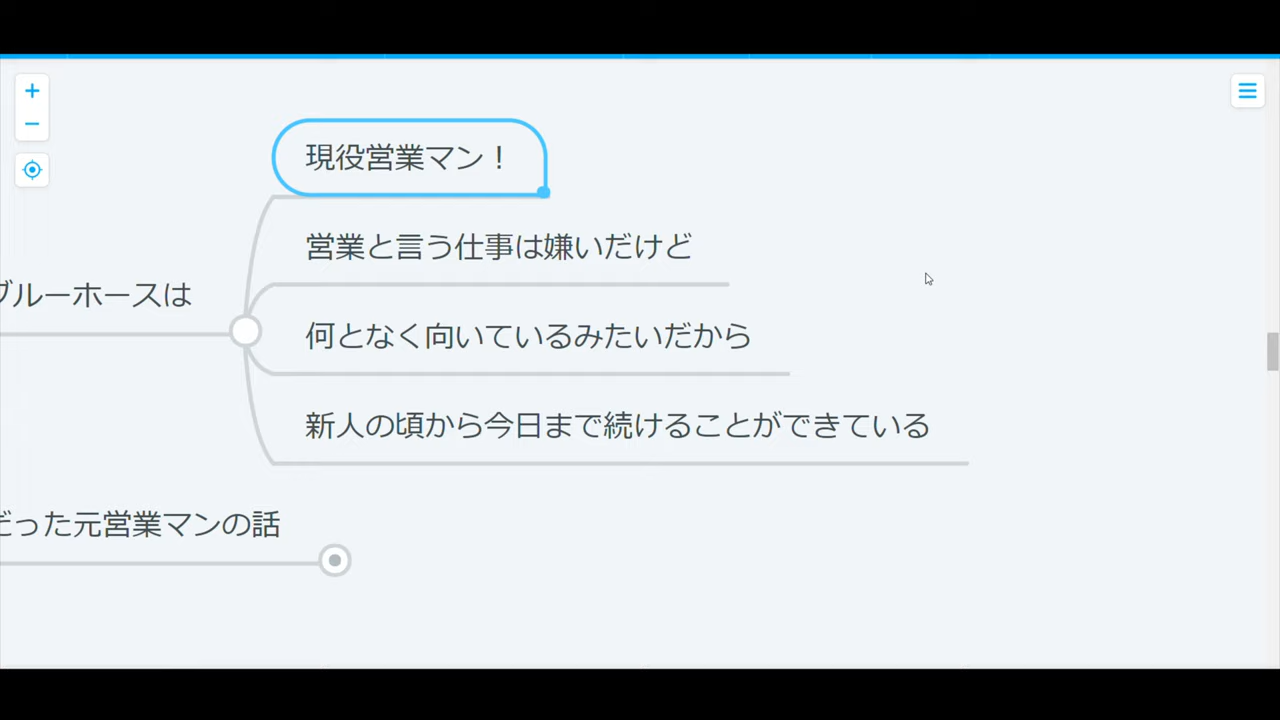 現役営業マン！
営業と言う仕事は嫌いだけど
ブルーホースは
何となく向いているみたいだから
新人の頃から今日まで続けることができている
だった元営業マンの話